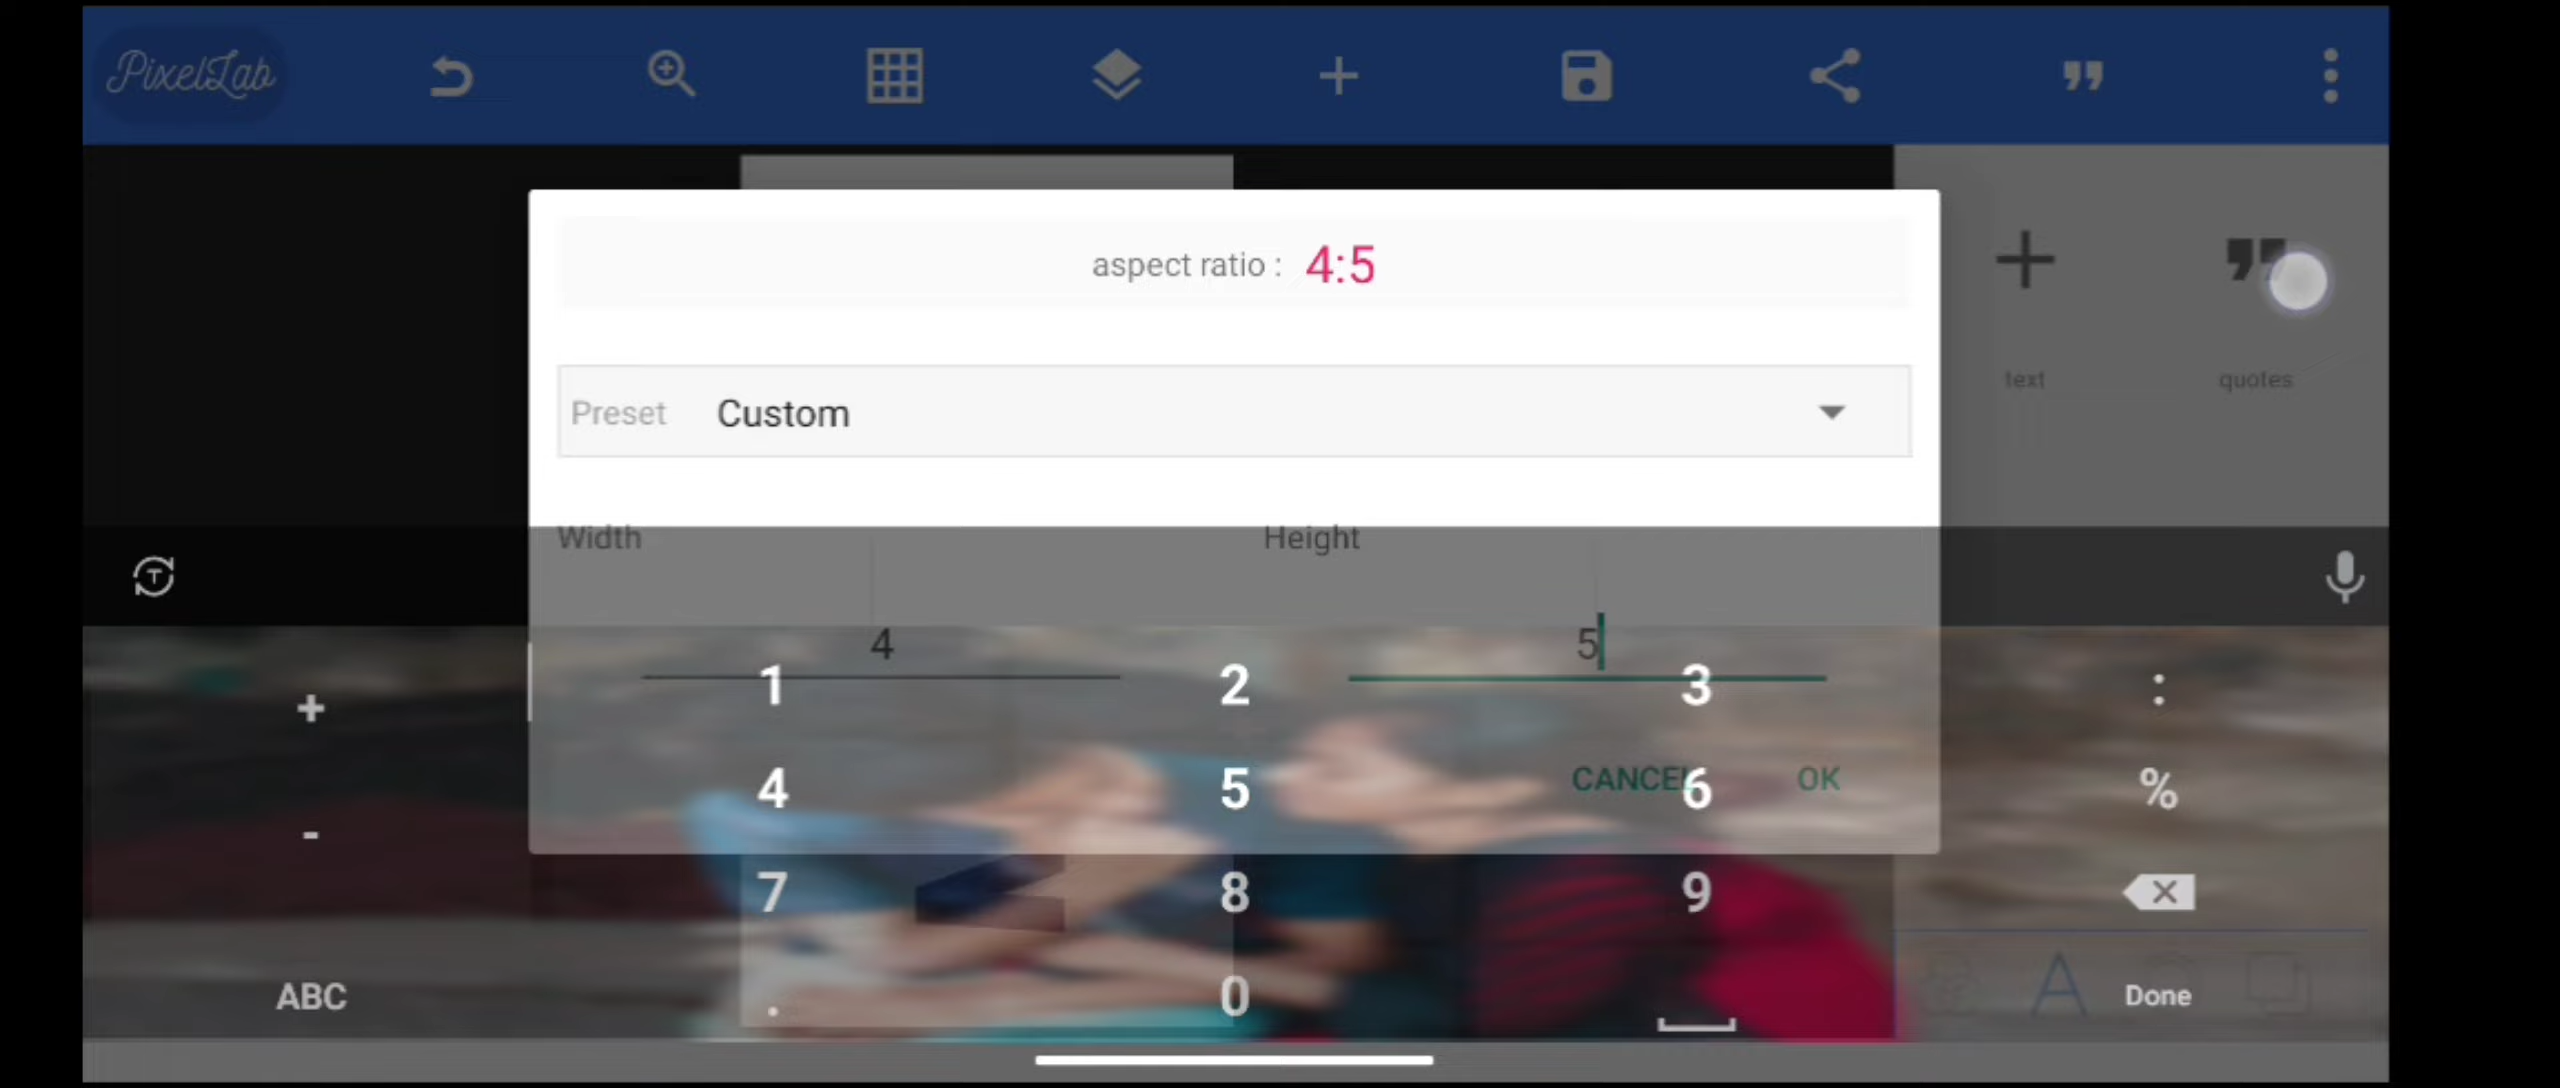 PixelLab
aspect ratio : 4:5
text
quotes
Preset Custom
Width
Height
4
5
1 2 3 :
+
CANCEL OK
4 5 6 %
-
7 8 9
ABC
. 0
Done